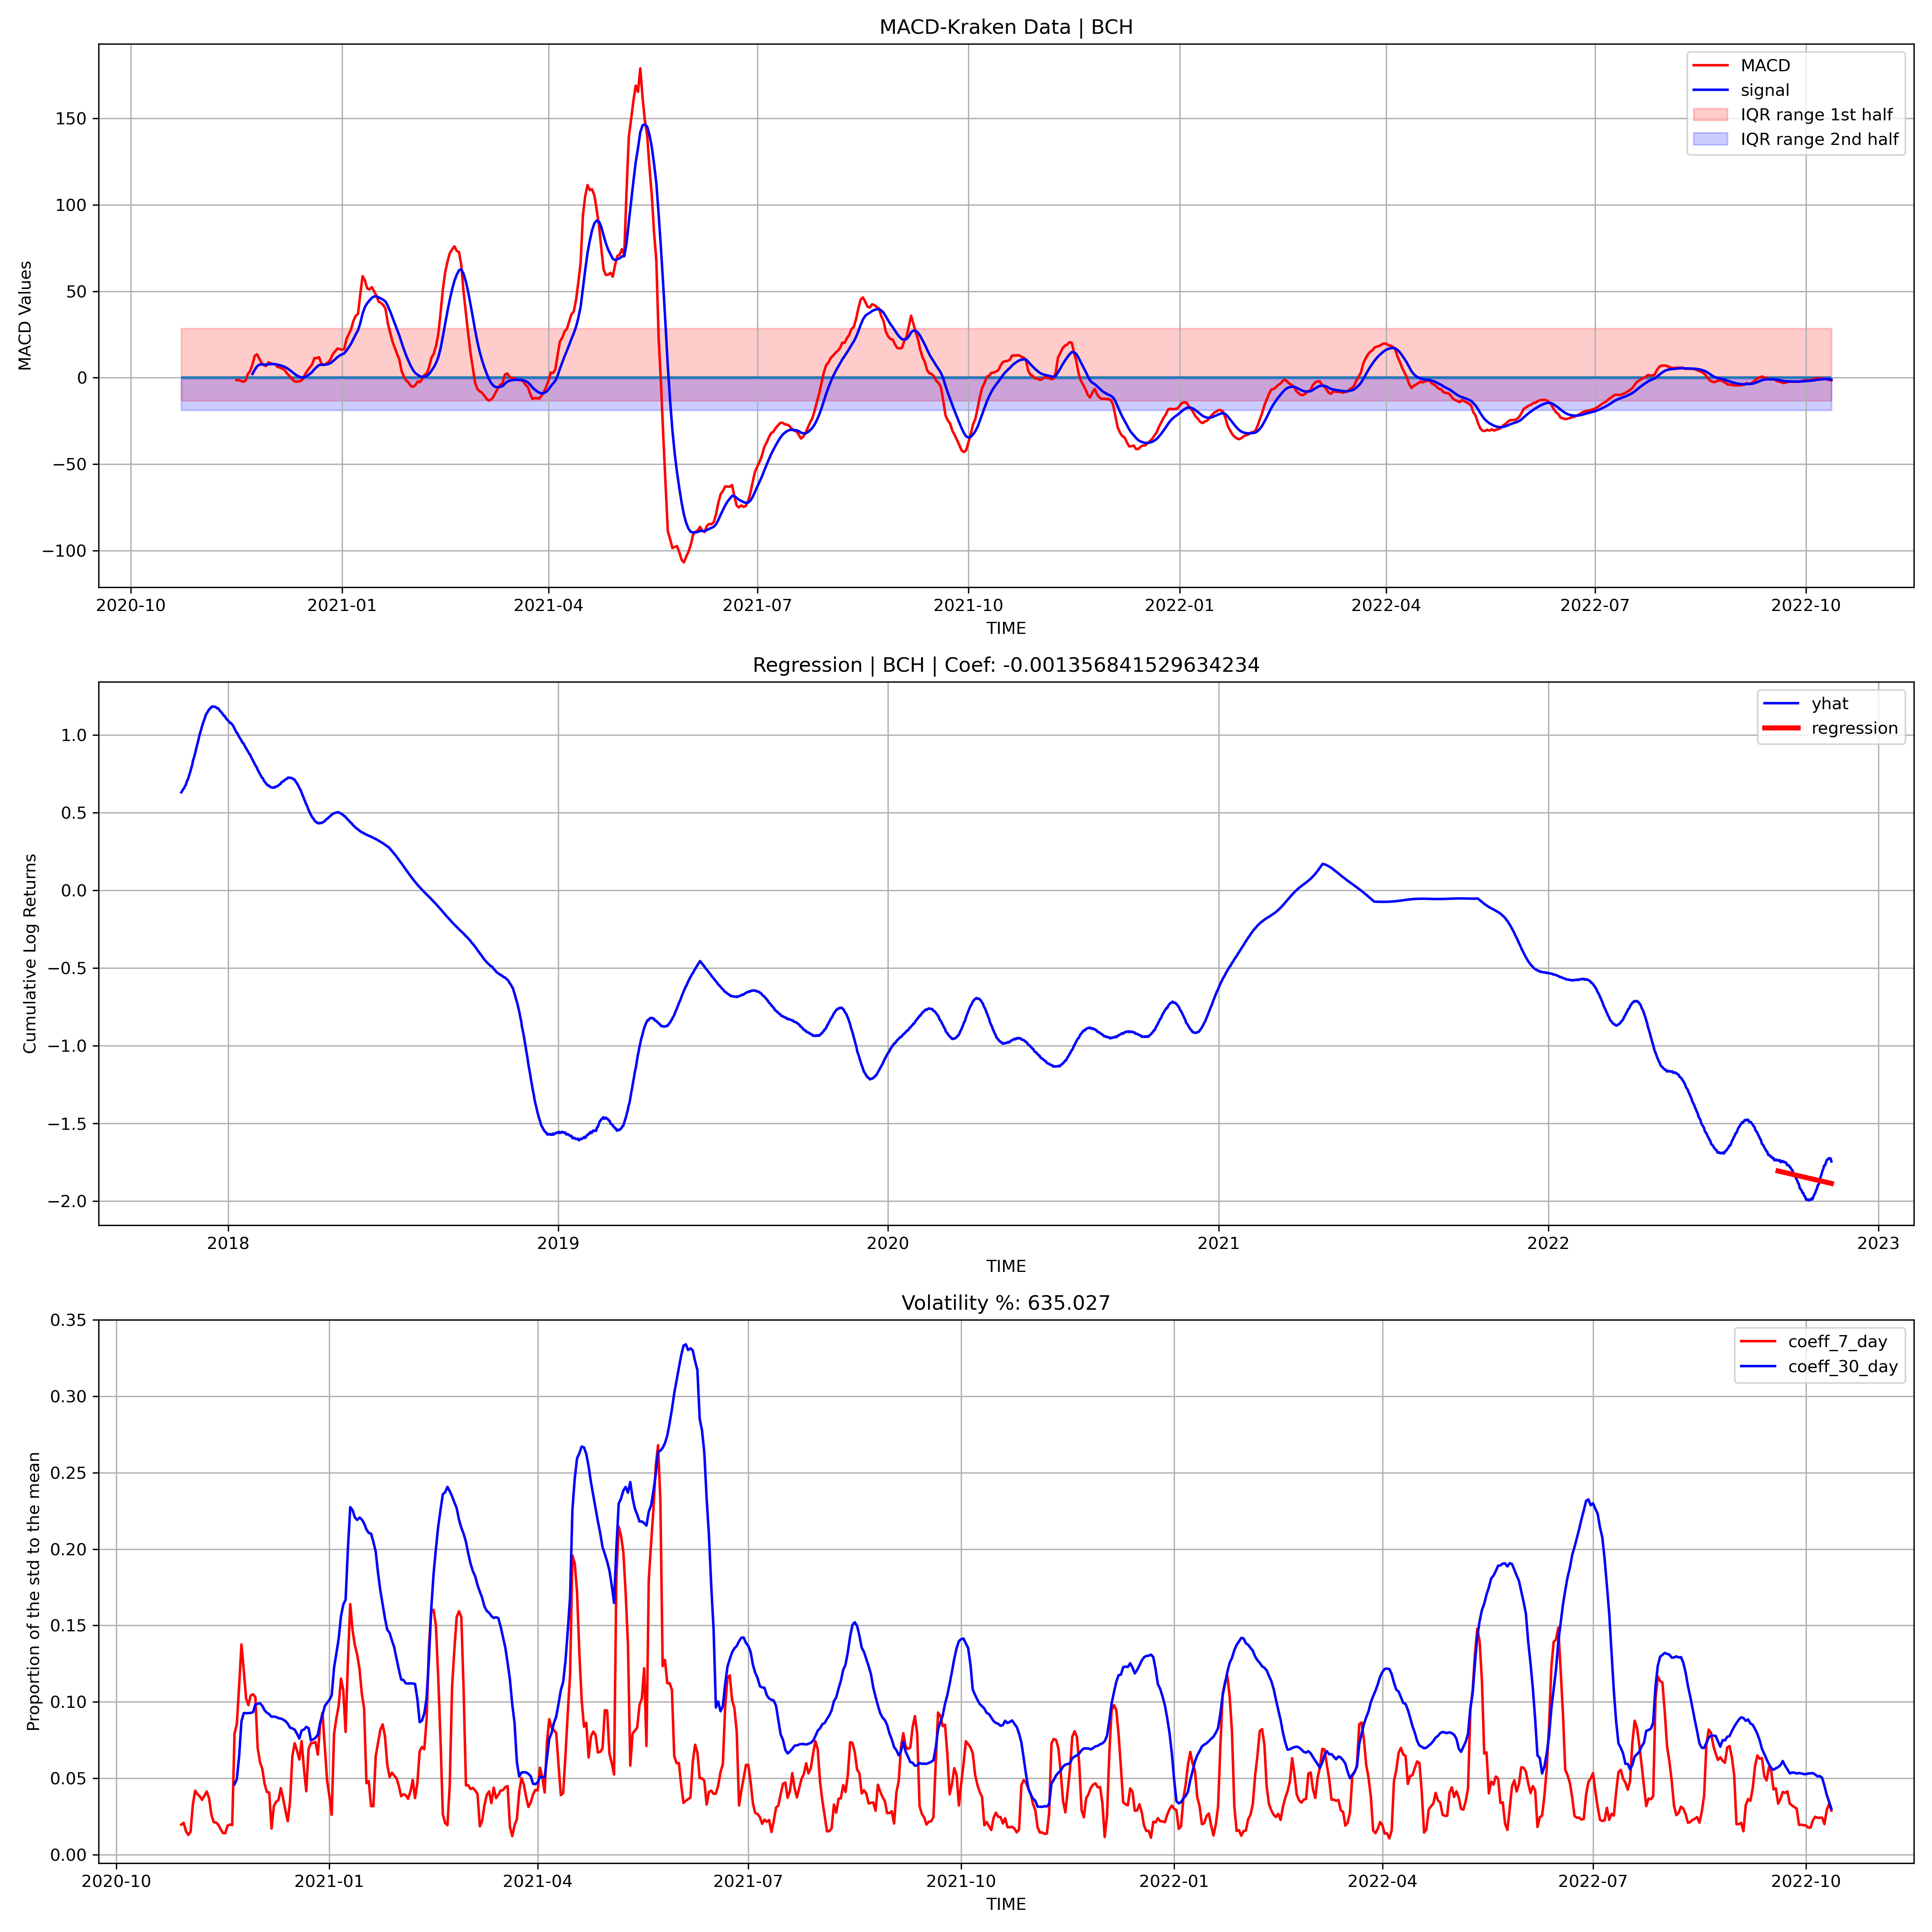 MACD-Kraken Data | BCH
MACD Values
150
100
50
0
−50
−100
MACD
signal
IQR range 1st half
IQR range 2nd half
2020-10 2021-01 2021-04 2021-07 2021-10 2022-01 2022-04 2022-07 2022-10
TIME
Regression | BCH | Coef: -0.001356841529634234
Cumulative Log Returns
1.0
0.5
0.0
−0.5
−1.0
−1.5
−2.0
yhat
regression
2018 2019 2020 2021 2022 2023
TIME
Volatility %: 635.027
Proportion of the std to the mean
0.35
0.30
0.25
0.20
0.15
0.10
0.05
0.00
coeff_7_day
coeff_30_day
2020-10 2021-01 2021-04 2021-07 2021-10 2022-01 2022-04 2022-07 2022-10
TIME